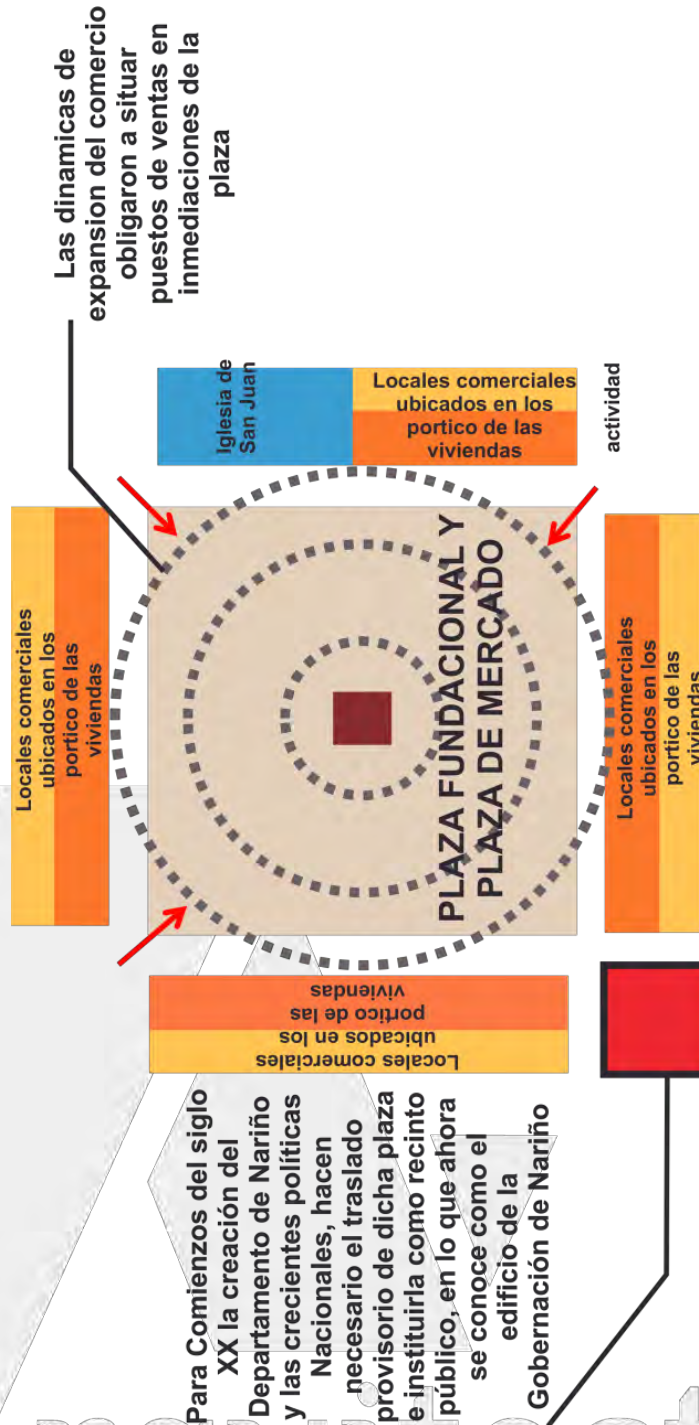 Las dinamicas de
expansion del comercio
obligaron a situar
puestos de ventas en
inmediaciones de la
plaza
Locales comerciales
ubicados en los
portico de las
viviendas
Iglesia de
San Juan
Locales comerciales
ubicados en los
portico de las
viviendas
actividad
PLAZA FUNDACIONAL Y
PLAZA DE MERCADO
Locales comerciales
ubicados en los
portico de las
viviendas
Locales comerciales
ubicados en los
portico de las
viviendas
Para Comienzos del siglo
XX la creación del
Departamento de Nariño
y las crecientes políticas
Nacionales, hacen
necesario el traslado
provisorio de dicha plaza
e instituirla como recinto
público, en lo que ahora
se conoce como el
edificio de la
Gobernación de Nariño